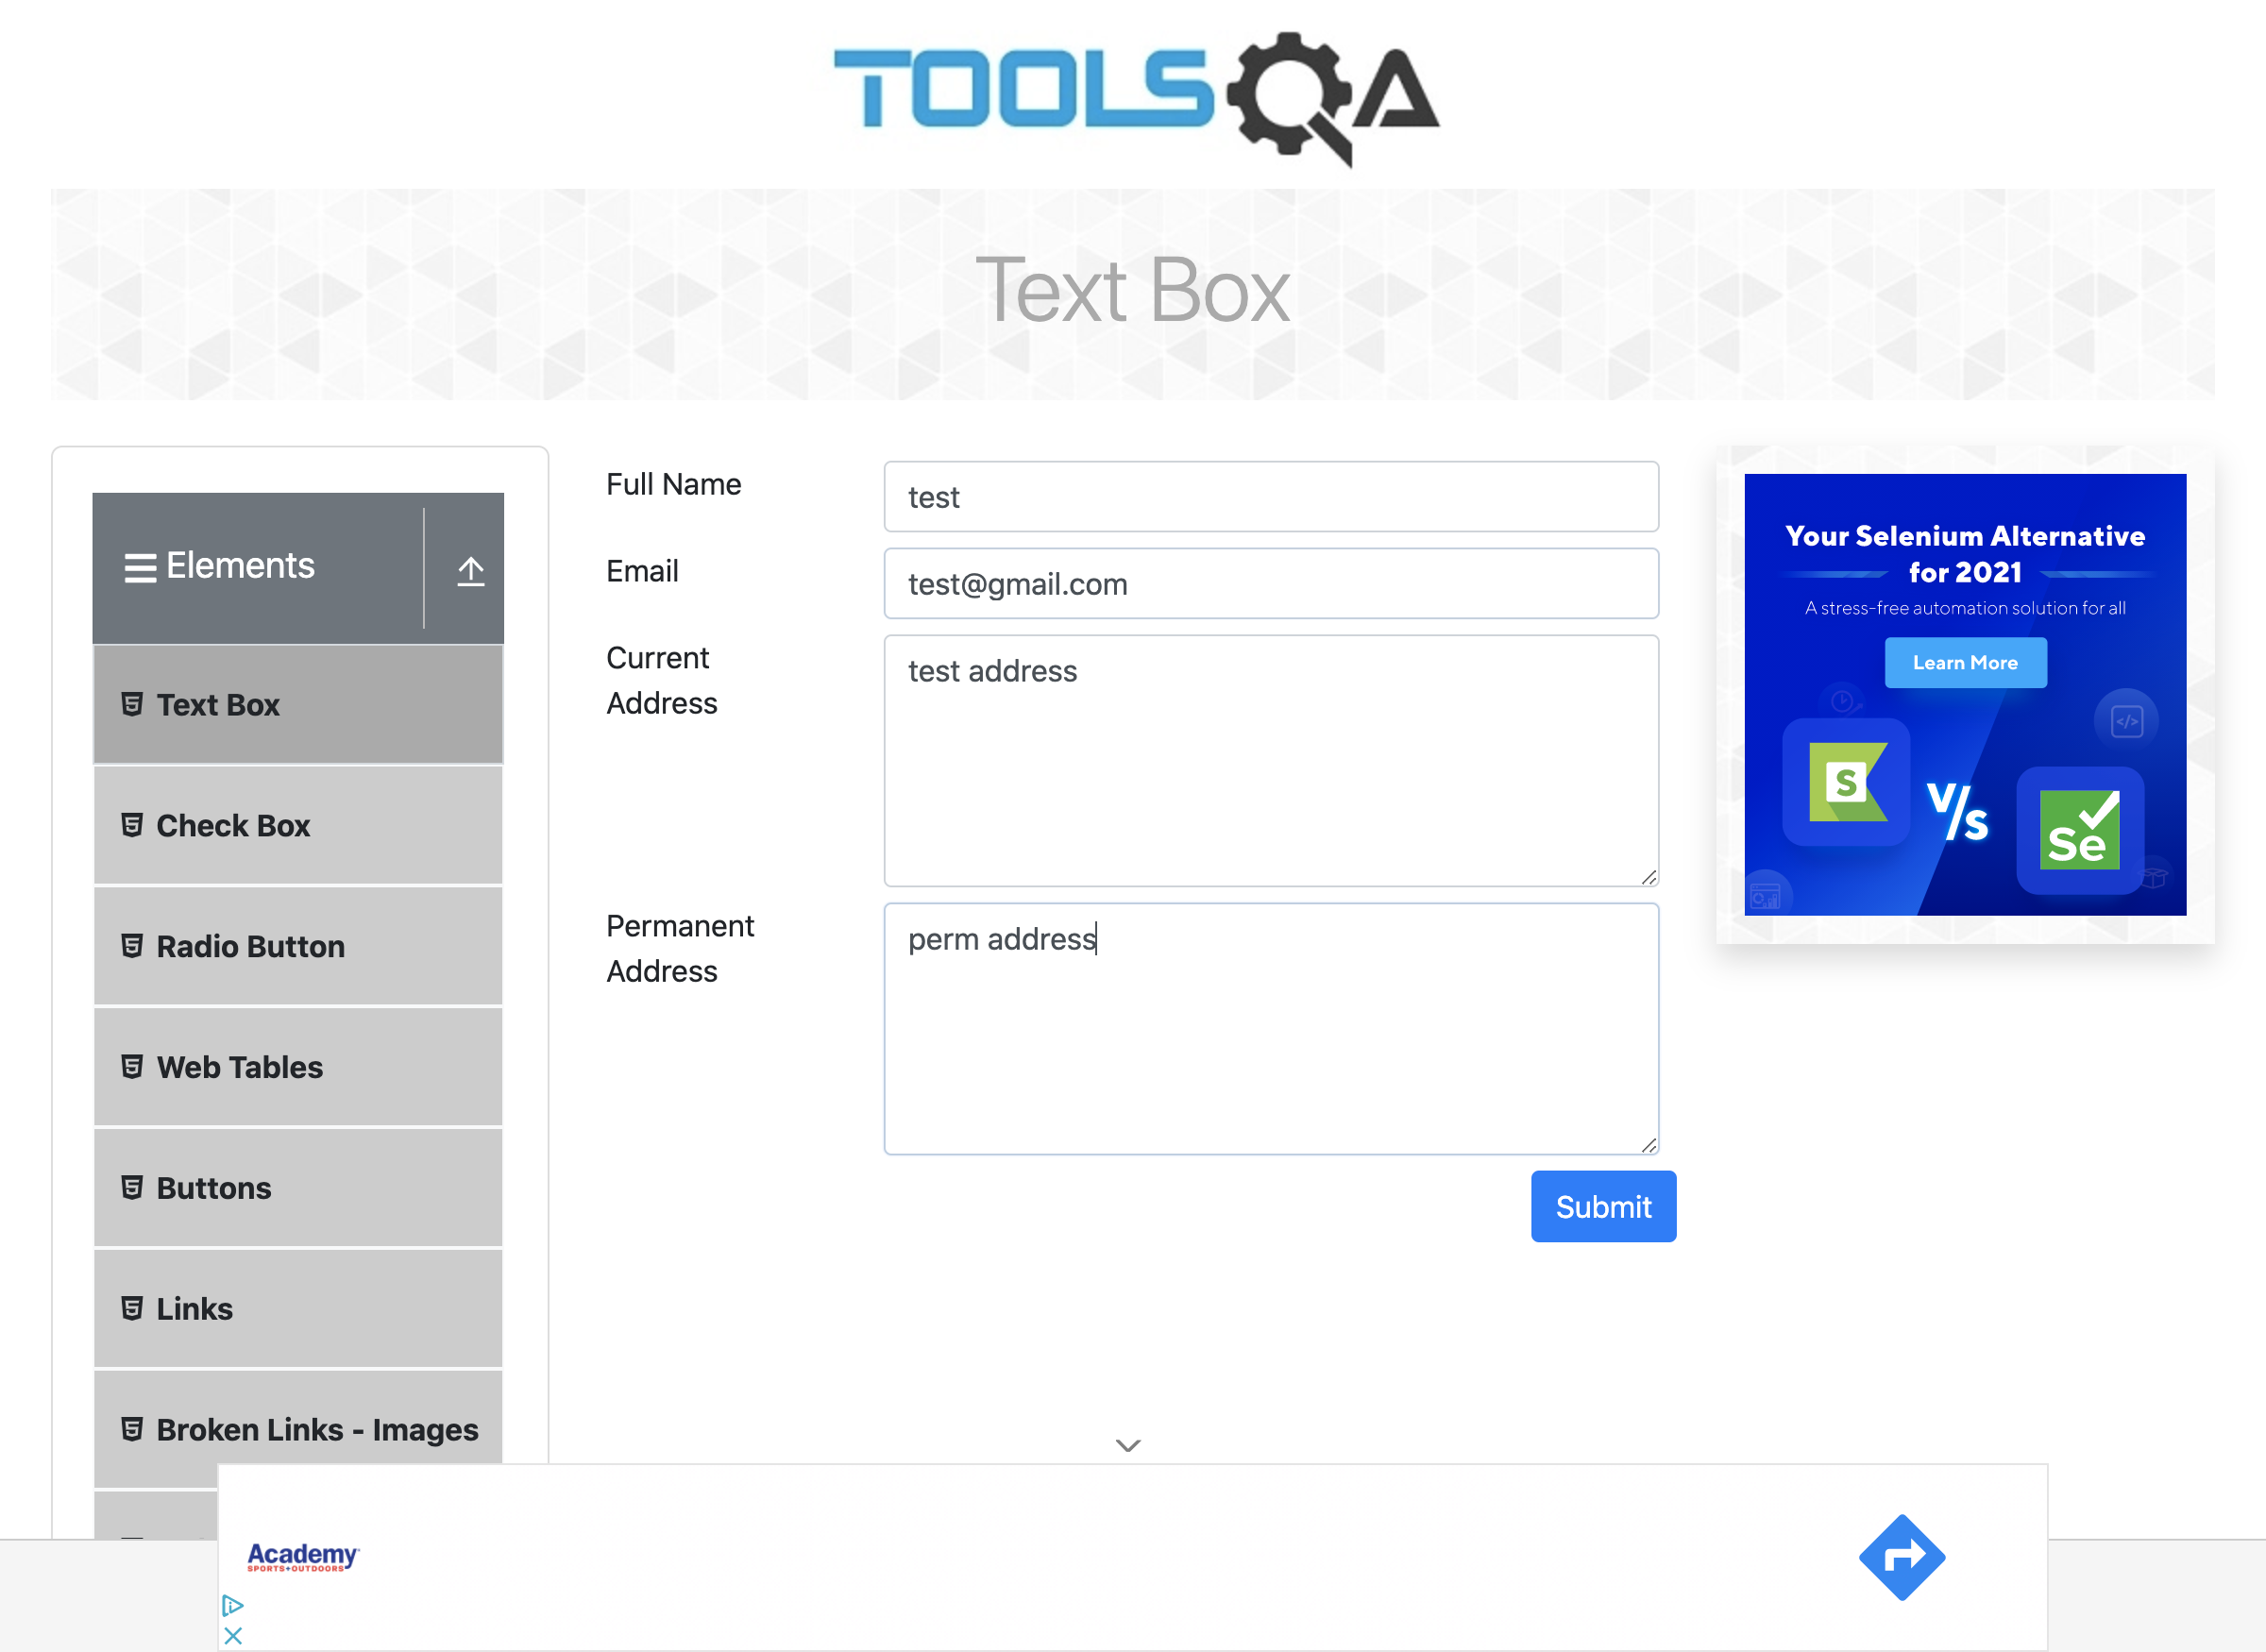 TOOLSQA
Text Box
Elements
Text Box
Check Box
Radio Button
Web Tables
Buttons
Links
Broken Links - Images
Full Name
test
Email
test@gmail.com
Current
Address
test address
Permanent
Address
perm address
Submit
Your Selenium Alternative
for 2021
A stress-free automation solution for all
Learn More
S
V/s
Se
Academy
SPORTS+OUTDOORS